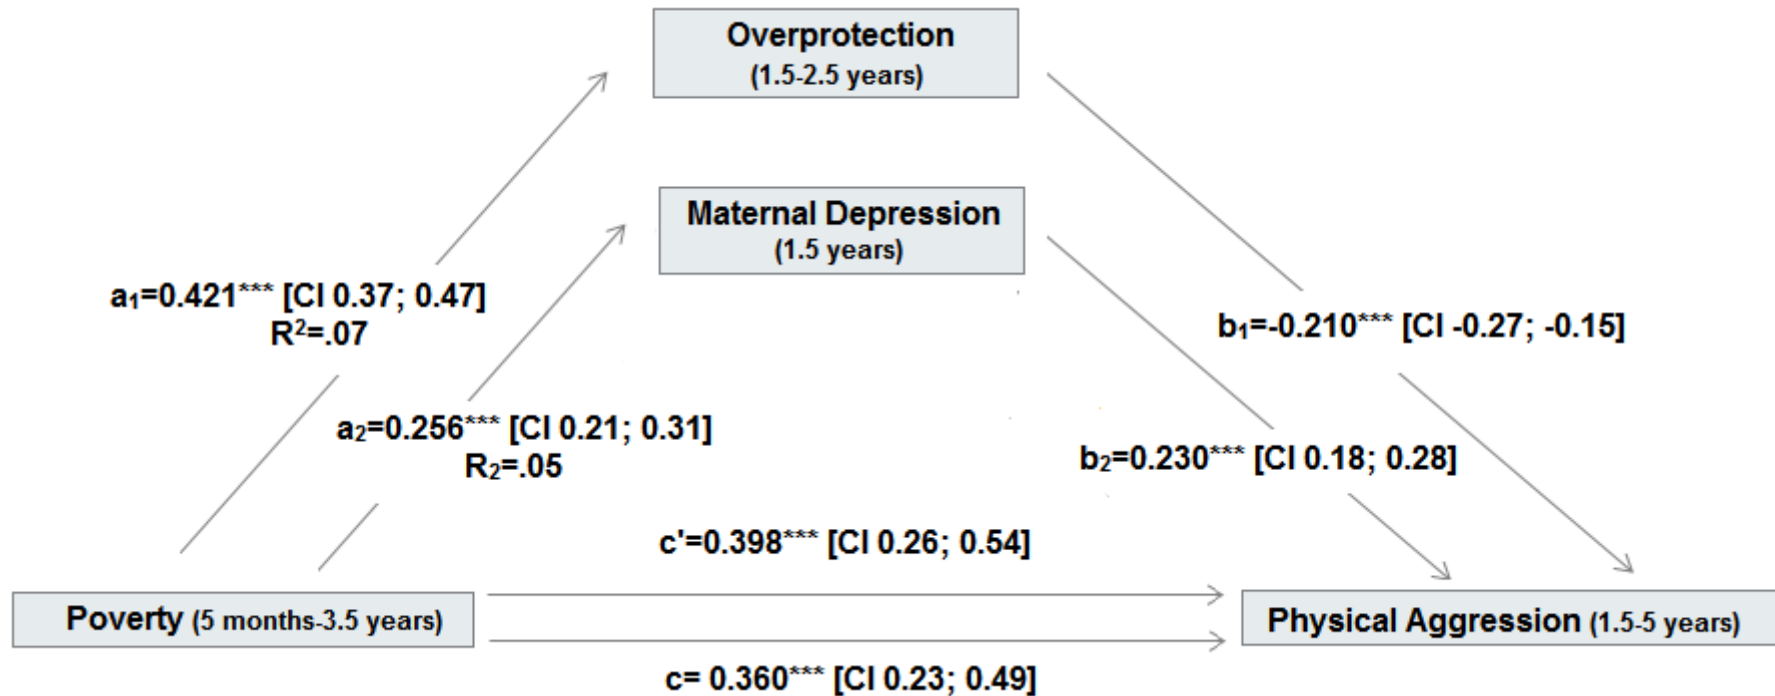 Overprotection
(1.5-2.5 years)
Maternal Depression
(1.5 years)
a₁=0.421*** [CI 0.37; 0.47]
R²=.07
b₁=-0.210*** [CI -0.27; -0.15]
a₂=0.256*** [CI 0.21; 0.31]
R₂=.05
b₂=0.230*** [CI 0.18; 0.28]
c'=0.398*** [CI 0.26; 0.54]
Poverty (5 months-3.5 years)
Physical Aggression (1.5-5 years)
c= 0.360*** [CI 0.23; 0.49]